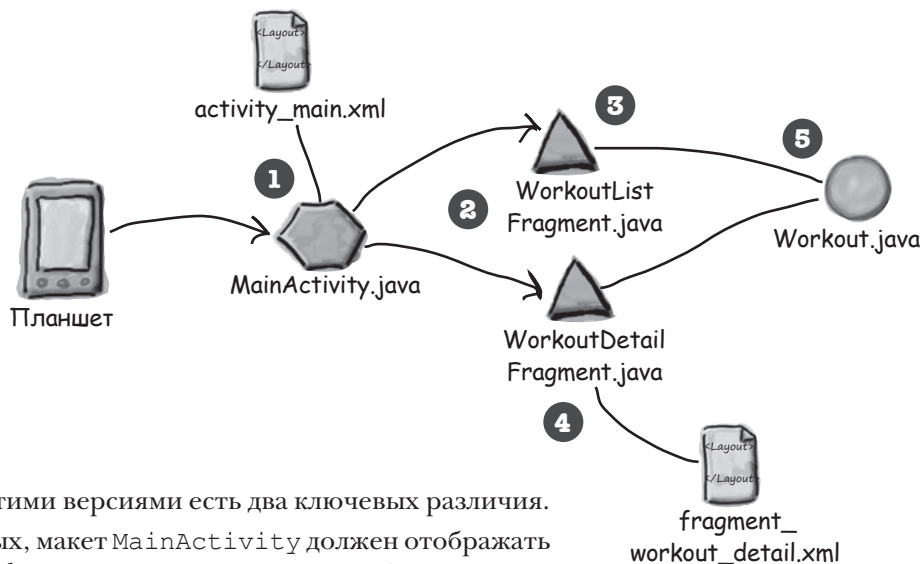 <Layout>
</Layout>
activity_main.xml
3
5
1
2
WorkoutList
Fragment.java
Workout.java
MainActivity.java
Планшет
WorkoutDetail
Fragment.java
4
<Layout>
</Layout>
тими версиями есть два ключевых различия.
ых, макет MainActivity должен отображать
fragment_
workout_detail.xml